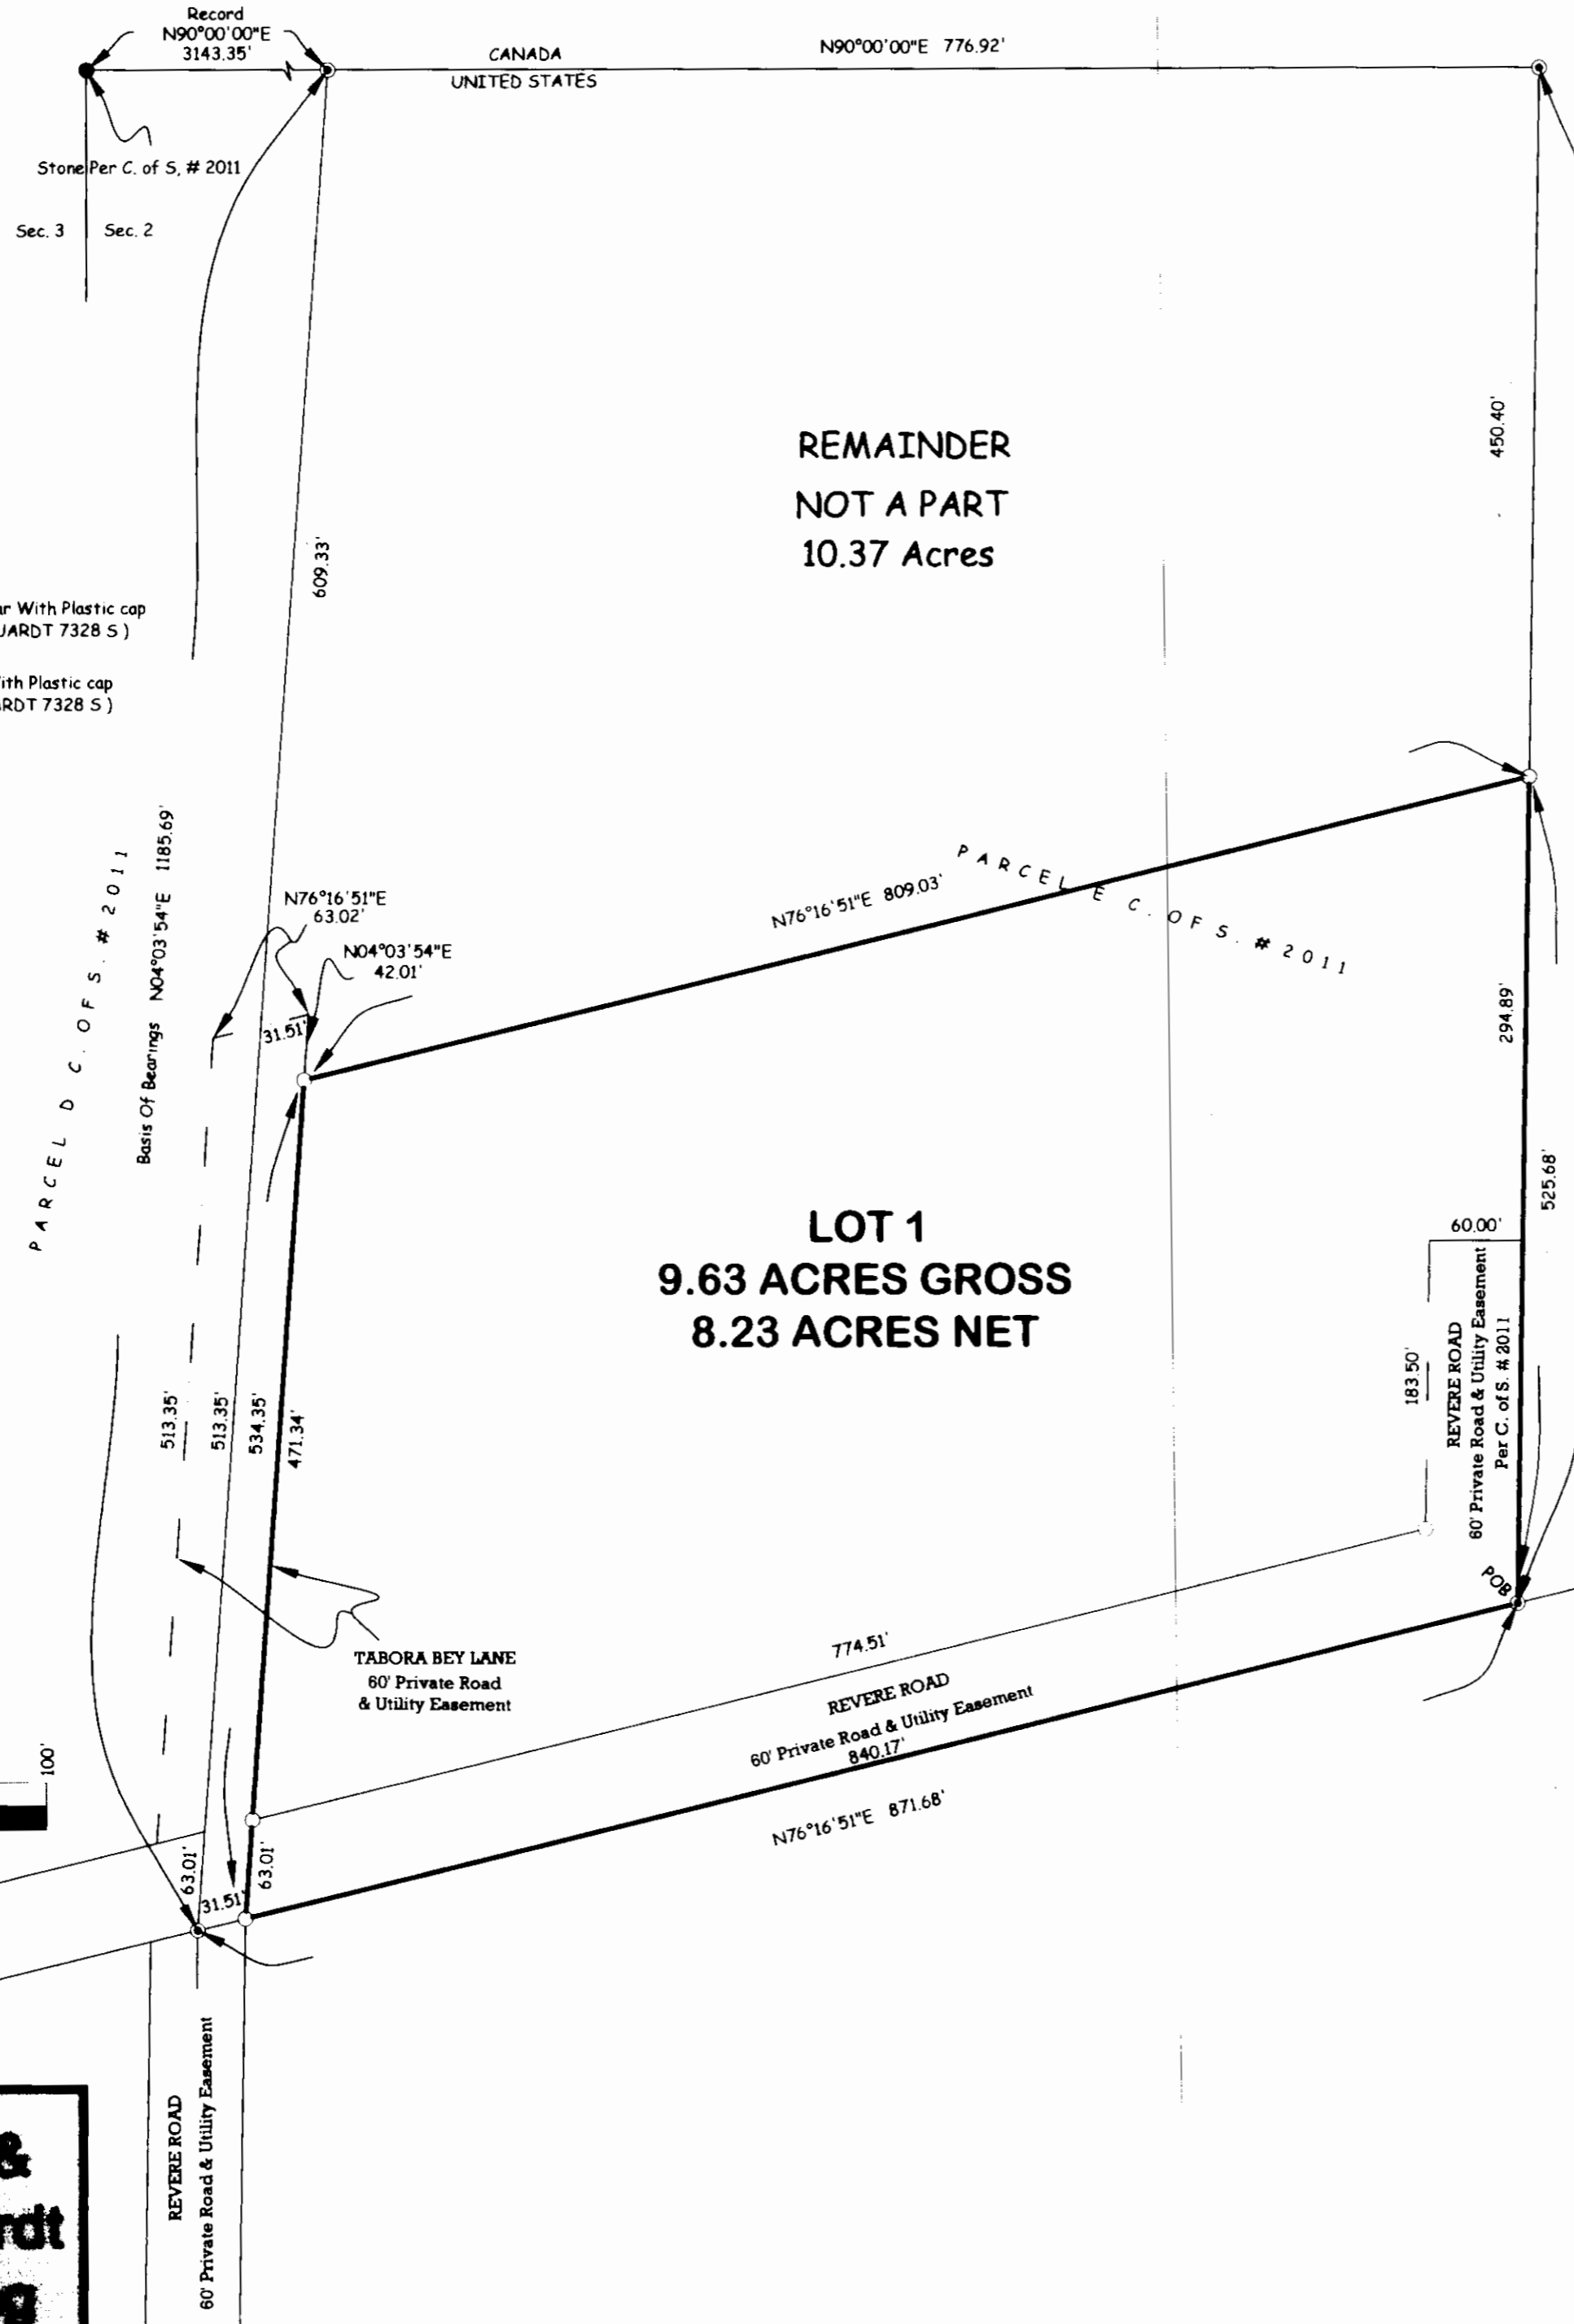 Record
N90°00'00"E
3143.35'
CANADA
UNITED STATES
N90°00'00"E 776.92'
Stone Per C. of S, # 2011
Sec. 3
Sec. 2
450.40'
REMAINDER
NOT A PART
10.37 Acres
609.33'
With Plastic cap
7328 S )
Plastic cap
7328 S )
PARCEL D C. OF S. # 2011
Basis Of Bearings N04°03'54"E 1185.69'
N76°16'51"E
63.02'
N04°03'54"E
42.01'
31.51'
N76°16'51"E 809.03'
PARCEL E C. OF S. # 2011
294.89'
525.68'
LOT 1
9.63 ACRES GROSS
8.23 ACRES NET
60.00'
183.50'
REVERE ROAD
60' Private Road & Utility Easement
Per C. of S. # 2011
513.35'
513.35'
534.35'
471.34'
POB
TABORA BEY LANE
60' Private Road
& Utility Easement
774.51'
REVERE ROAD
60' Private Road & Utility Easement
840.17'
N76°16'51"E 871.68'
100'
63.01'
63.01'
31.51'
REVERE ROAD
60' Private Road & Utility Easement
&